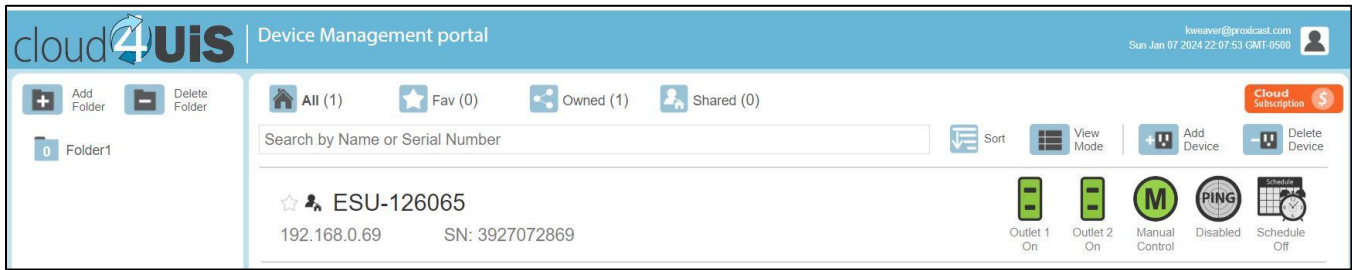 cloud4UiS
Device Management portal
kweaver@proxicast.com
Sun Jan 07 2024 22:07:53 GMT-0500
Add
Folder
Delete
Folder
All (1)
Fav (0)
Owned (1)
Shared (0)
Cloud
Subscription
$
0 Folder1
Search by Name or Serial Number
Sort
View
Mode
Add
Device
Delete
Device
ESU-126065
192.168.0.69 SN: 3927072869
Outlet 1
On
Outlet 2
On
M
Manual
Control
PING
Disabled
Schedule
Schedule
Off